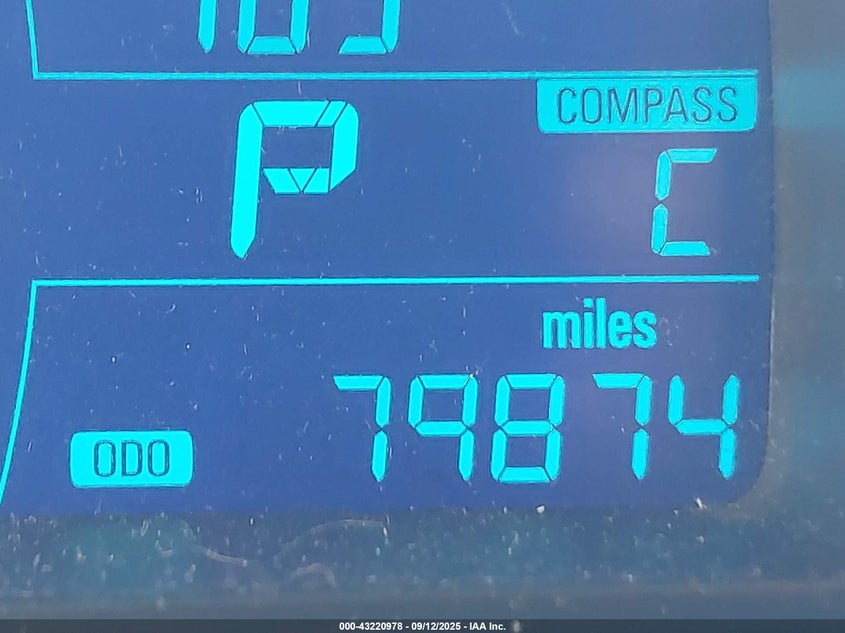 P
COMPASS
C
miles
ODO 79874
000-43220978 - 09/12/2025 - IAA Inc.